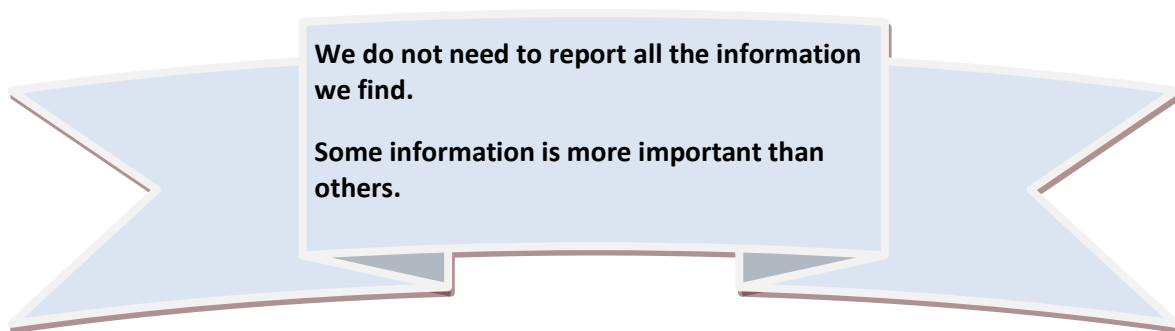 We do not need to report all the information
we find.
Some information is more important than
others.